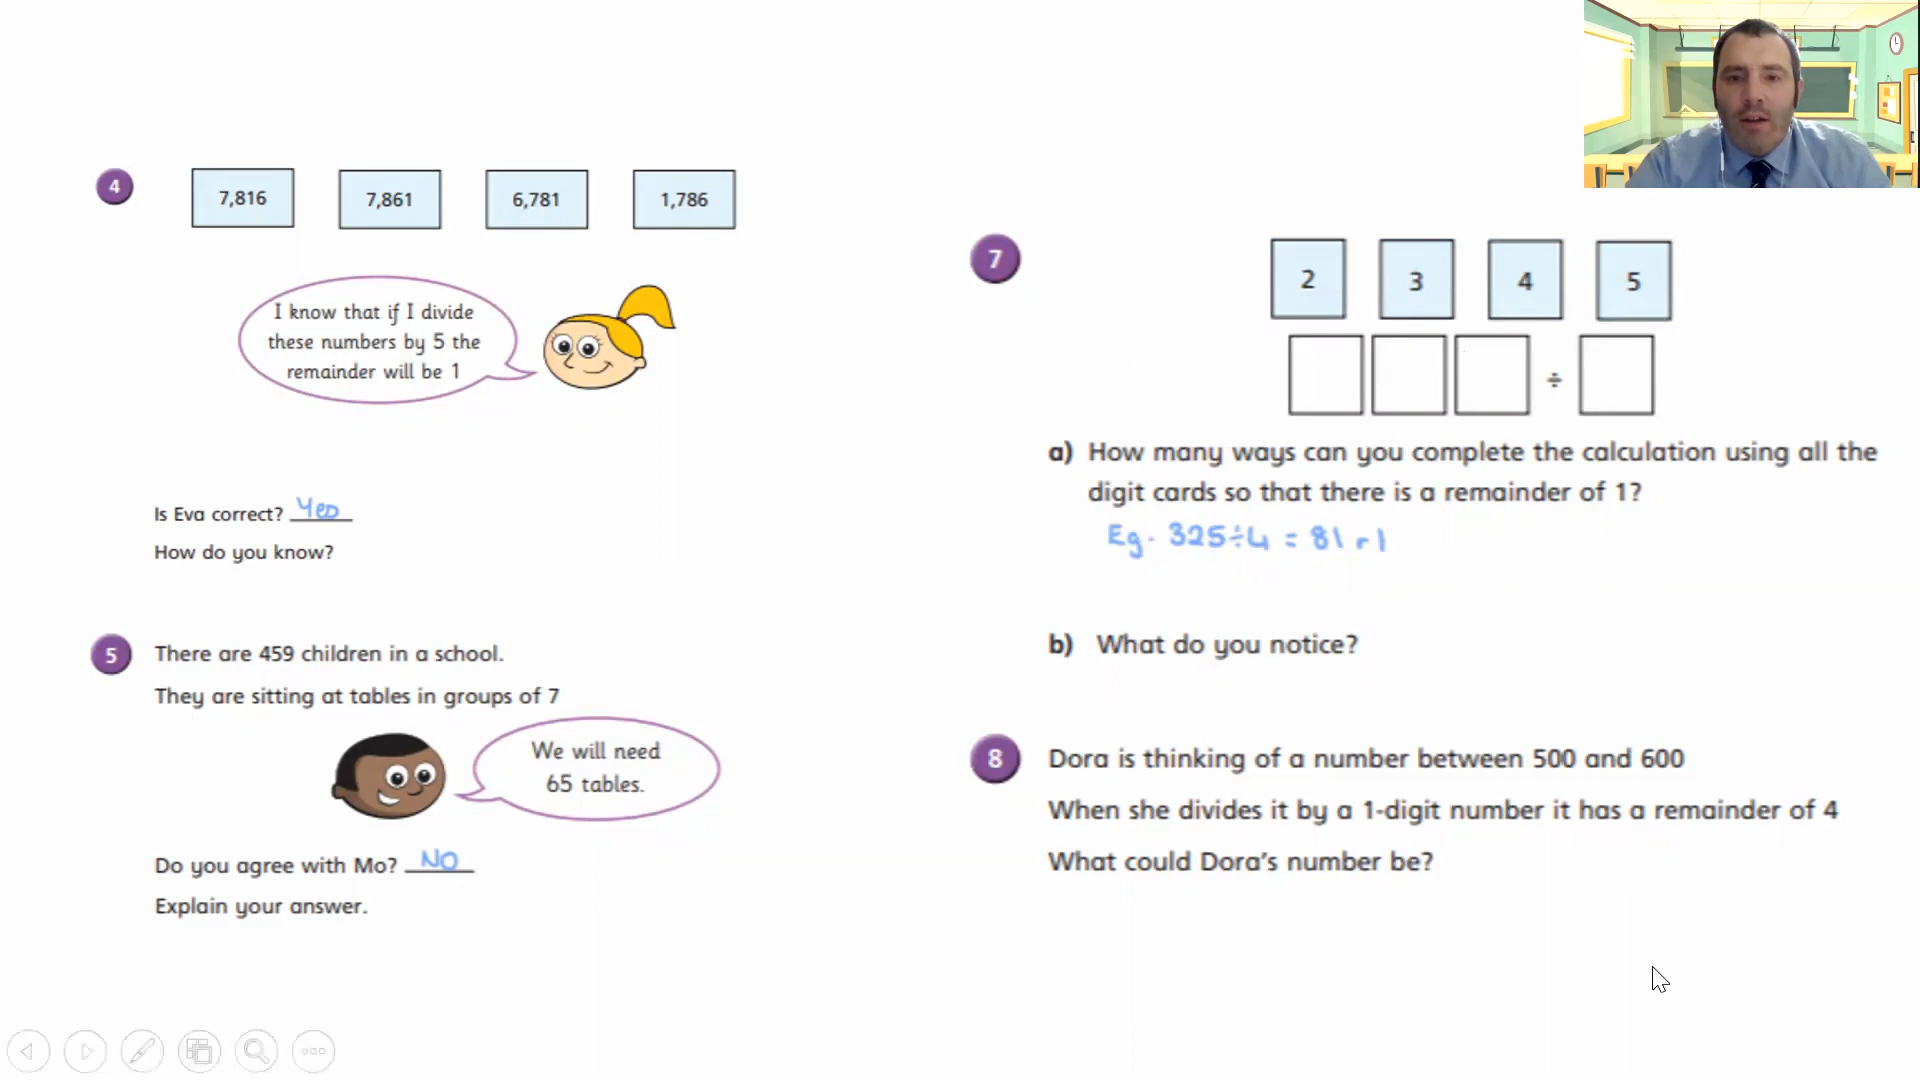 4
7,816 7,861 6,781 1,786
I know that if I divide
these numbers by 5 the
remainder will be 1
Is Eva correct? Yes
How do you know?
5
There are 459 children in a school.
They are sitting at tables in groups of 7
We will need
65 tables.
Do you agree with Mo? NO
Explain your answer.
7
2 3 4 5
÷
a) How many ways can you complete the calculation using all the
digit cards so that there is a remainder of 1?
Eg. 325÷4 = 81 r 1
b) What do you notice?
8
Dora is thinking of a number between 500 and 600
When she divides it by a 1-digit number it has a remainder of 4
What could Dora's number be?